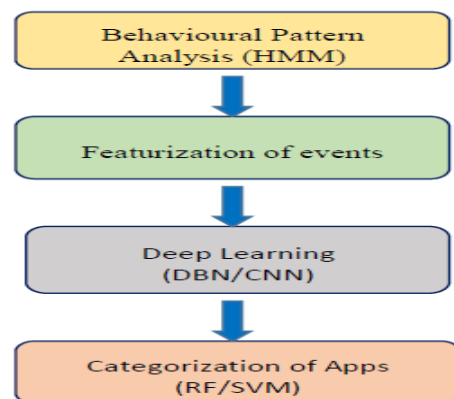 Behavioural Pattern
Analysis (HMM)
Featurization of events
Deep Learning
(DBN/CNN)
Categorization of Apps
(RF/SVM)